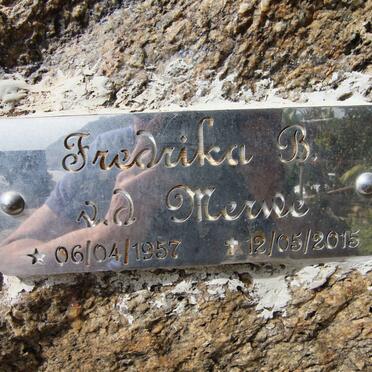 Fredrika B.
v.d Merwe
* 06/04/1957 ✝ 12/05/2015